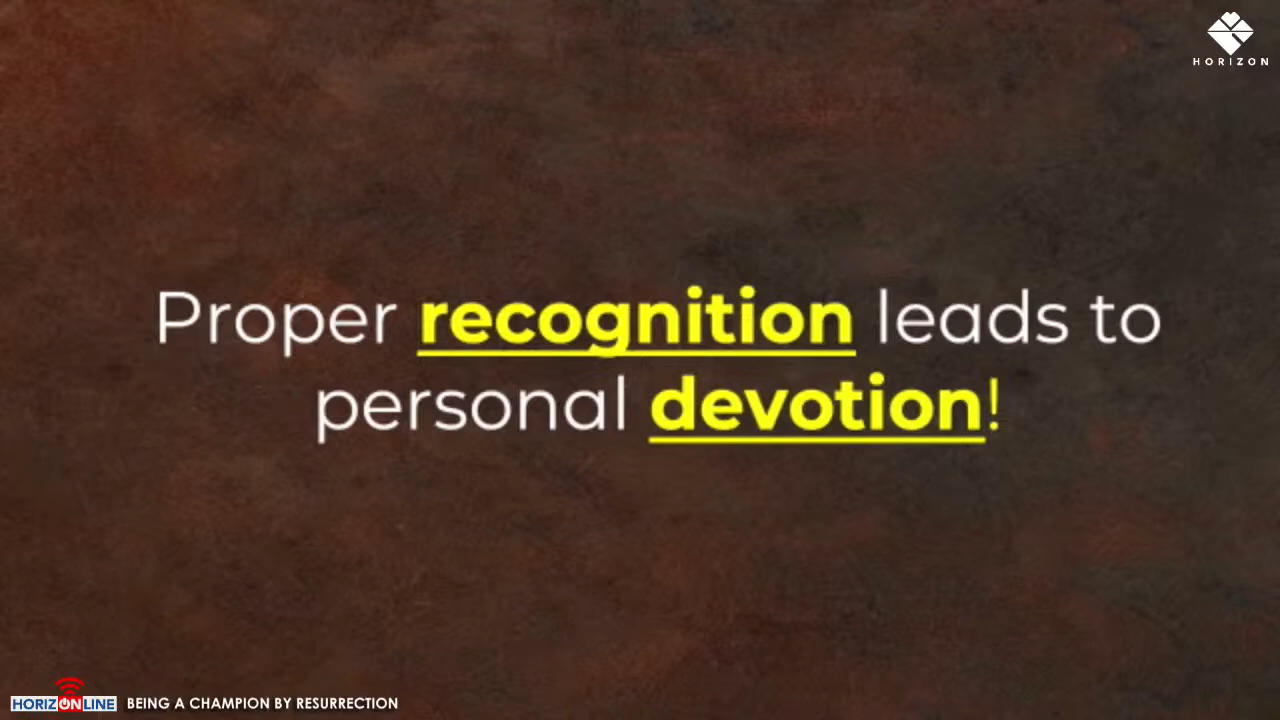 HORIZON
Proper recognition leads to
personal devotion!
HORIZONLINE BEING A CHAMPION BY RESURRECTION